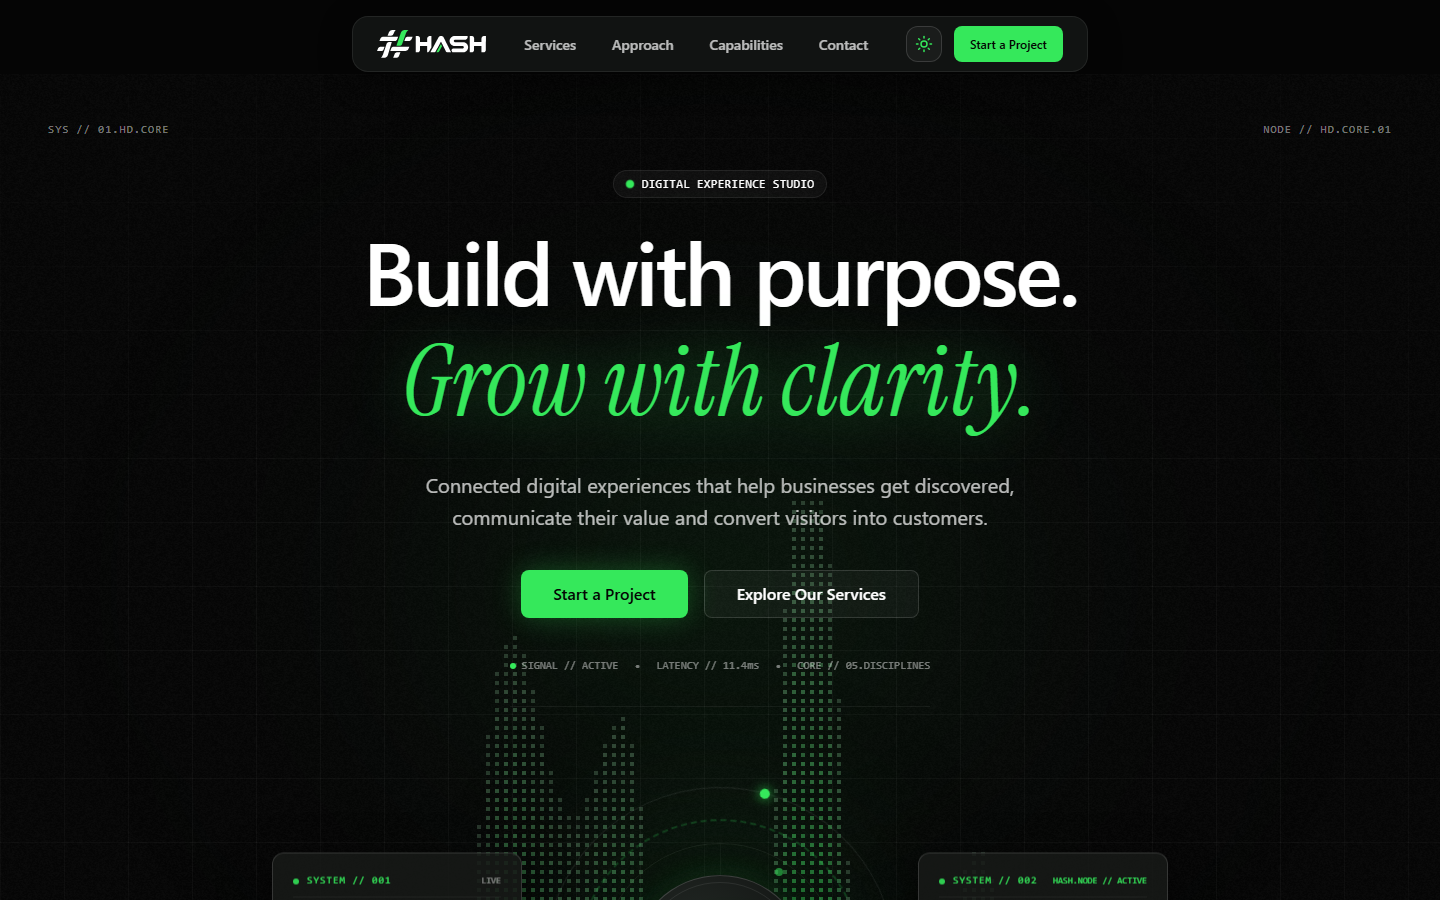 HASH
Services
Approach
Capabilities
Contact
Start a Project
SYS // 01.HD.CORE
NODE // HD.CORE.01
DIGITAL EXPERIENCE STUDIO
Build with purpose.
Grow with clarity.
Connected digital experiences that help businesses get discovered,
communicate their value and convert visitors into customers.
Start a Project
Explore Our Services
SIGNAL // ACTIVE • LATENCY // 11.4ms • CORE // 05.DISCIPLINES
SYSTEM // 001
LIVE
SYSTEM // 002
HASH.NODE // ACTIVE